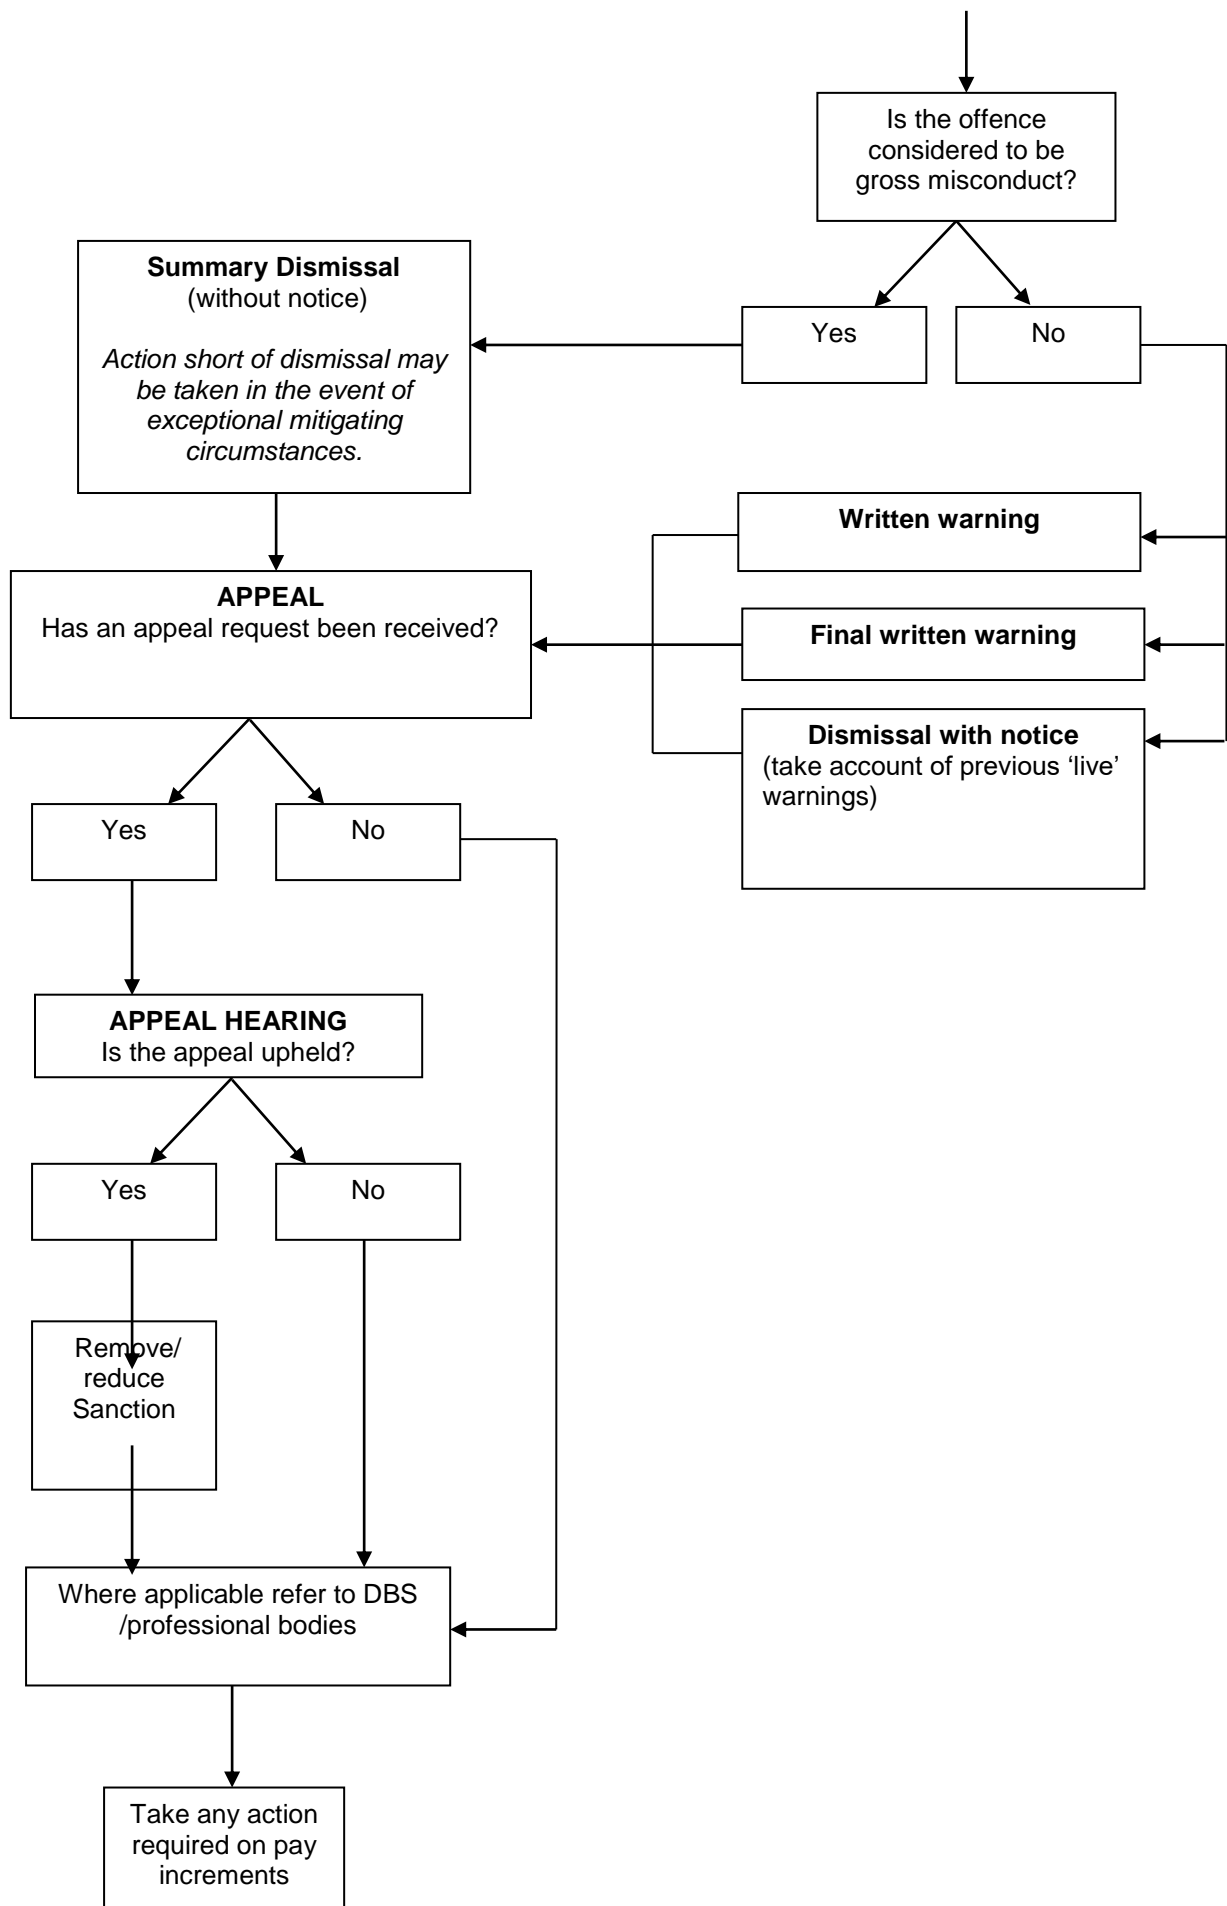 Is the offence
considered to be
gross misconduct?
Summary Dismissal
(without notice)
Action short of dismissal may
be taken in the event of
exceptional mitigating
circumstances.
Yes
No
Written warning
APPEAL
Has an appeal request been received?
Final written warning
Dismissal with notice
(take account of previous ‘live’
warnings)
Yes
No
APPEAL HEARING
Is the appeal upheld?
Yes
No
Remove/
reduce
Sanction
Where applicable refer to DBS
/professional bodies
Take any action
required on pay
increments